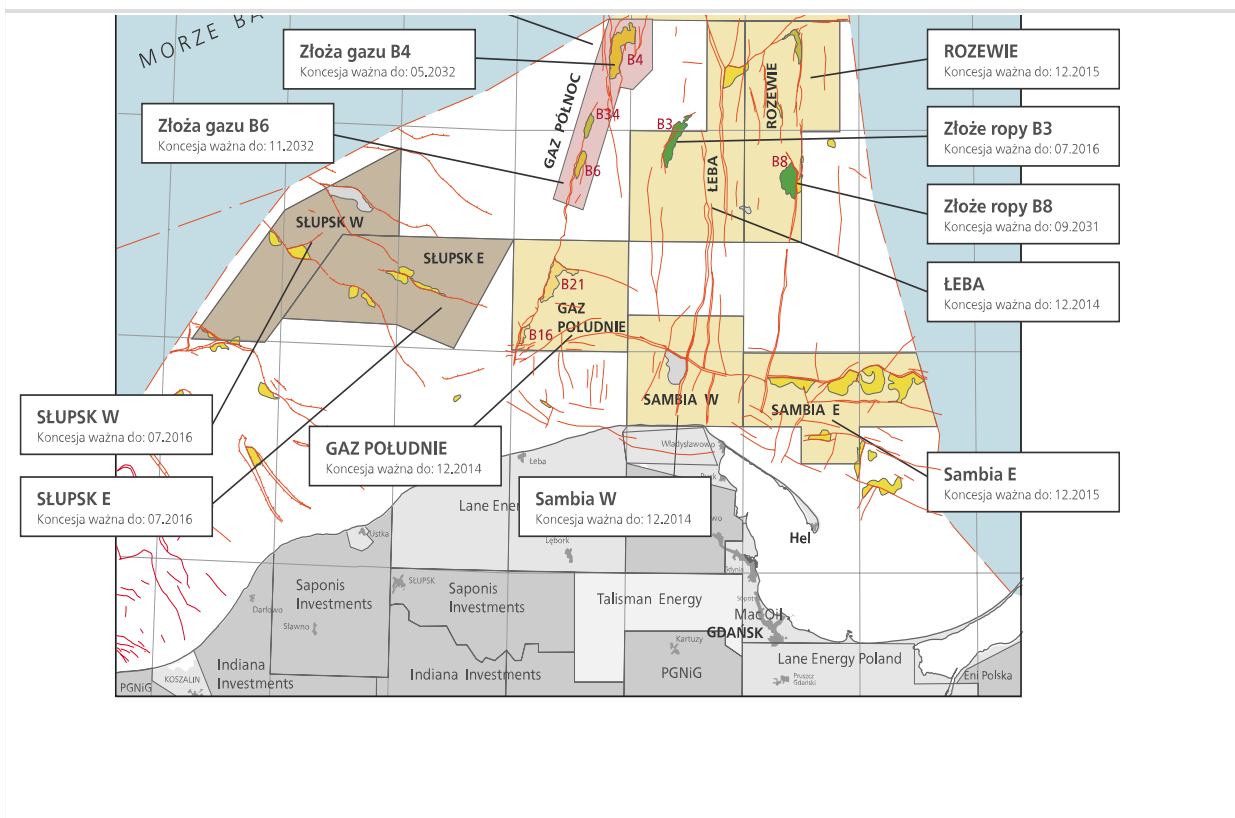 MORZE BA
Złoża gazu B4
Koncesja ważna do: 05.2032
Złoża gazu B6
Koncesja ważna do: 11.2032
ROZEWIE
Koncesja ważna do: 12.2015
Złoże ropy B3
Koncesja ważna do: 07.2016
Złoże ropy B8
Koncesja ważna do: 09.2031
ŁEBA
Koncesja ważna do: 12.2014
GAZ PÓŁNOC
B4
B34
B6
B3
ROZEWIE
ŁEBA
B8
SŁUPSK W
SŁUPSK E
B21
GAZ
POŁUDNIE
B16
SAMBIA W
SAMBIA E
SŁUPSK W
Koncesja ważna do: 07.2016
SŁUPSK E
Koncesja ważna do: 07.2016
GAZ POŁUDNIE
Koncesja ważna do: 12.2014
Sambia W
Koncesja ważna do: 12.2014
Sambia E
Koncesja ważna do: 12.2015
Władysławowo
Łeba
Lane Ener
Lębork
Ustka
Hel
Gdynia
Saponis
Investments
SŁUPSK
Saponis
Investments
Talisman Energy
Mac Oil
GDAŃSK
Darłowo
Sławno
Kartuzy
PGNiG
Indiana
Investments
Indiana Investments
KOSZALIN
PGNiG
Lane Energy Poland
Pruszcz
Gdański
Eni Polska